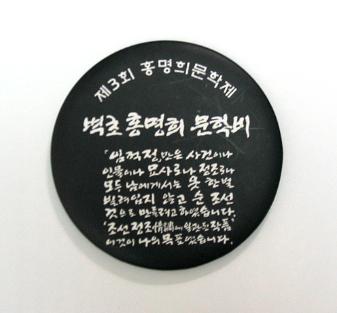 제3회 홍명희문학제
벽초 홍명희 문학비
「임꺽정」만은 사건이나
인물이나 묘사로나 정조로나
모두 남에게서는 옷 한벌
빌려입지 않고 순 조선
것으로 만들려고 하였습니다.
'조선정조(情調)에 일관된 작품'
이것이 나의 목표였습니다.